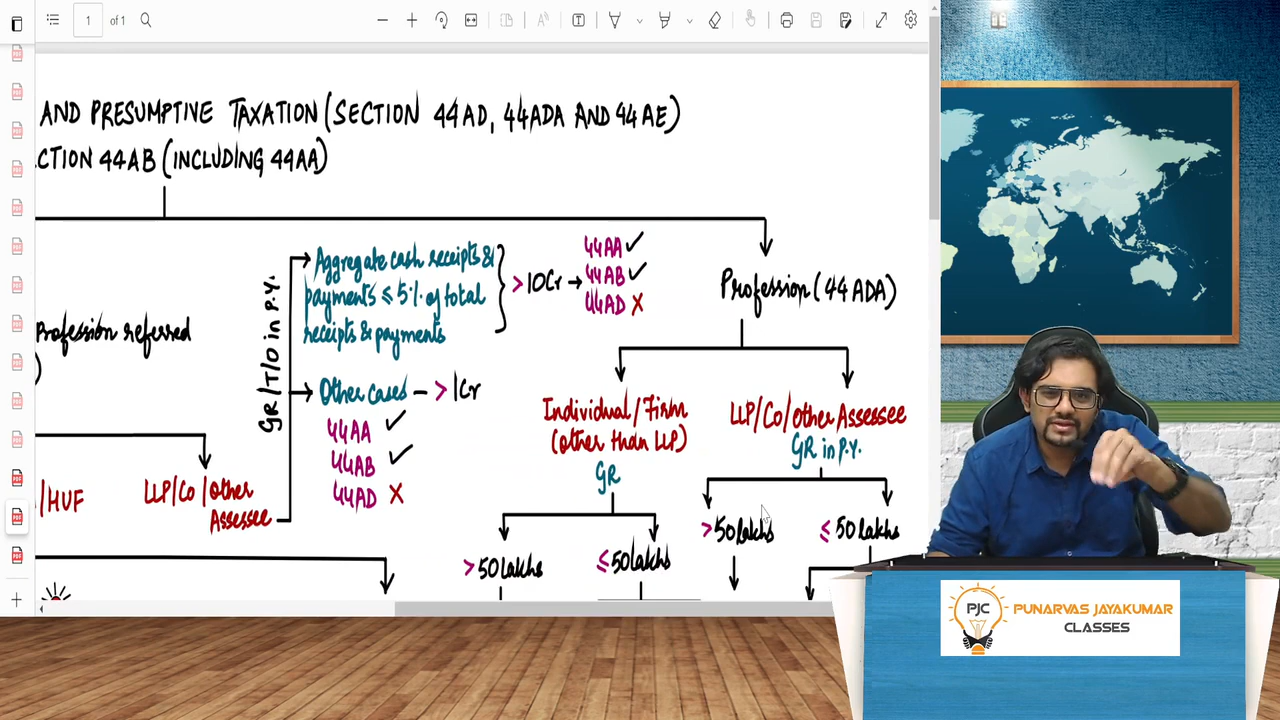 1 of 1
AND PRESUMPTIVE TAXATION (SECTION 44AD, 44ADA AND 44AE)
CTION 44AB (INCLUDING 44AA)
Profession referred
)
/HUF
LLP/Co/Other
Assessee
GR/T/O in P.Y.
Aggregate cash receipts &
payments ≤ 5% of total
receipts & payments
> 10Cr →
44AA ✓
44AB ✓
44AD X
Other cases – > 1Cr
44AA ✓
44AB ✓
44AD X
Profession (44ADA)
Individual/Firm
(other than LLP)
GR
> 50 lakhs
≤ 50 lakhs
LLP/Co/Other Assessee
GR in P.Y.
> 50 lakhs
≤ 50 lakhs
PJC
PUNARVAS JAYAKUMAR
CLASSES